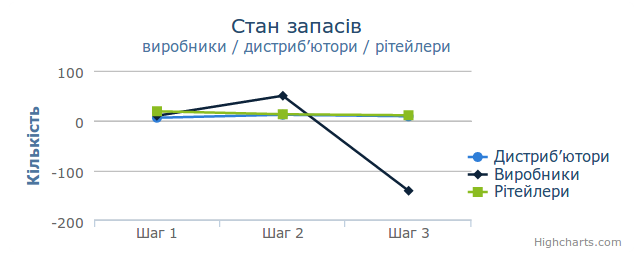 Стан запасів
виробники / дистриб’ютори / рітейлери
Кількість
100
0
-100
-200
Шаг 1
Шаг 2
Шаг 3
Дистриб’ютори
Виробники
Рітейлери
Highcharts.com